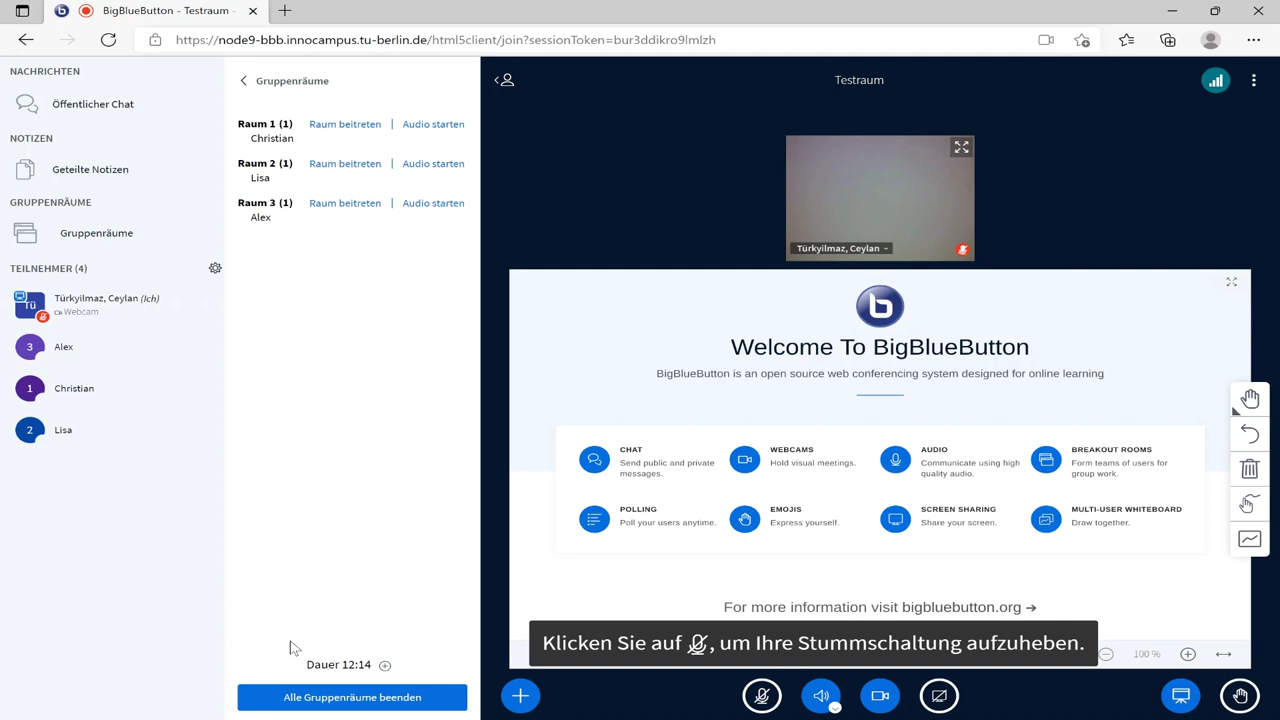 BigBlueButton - Testraum -
https://node9-bbb.innocampus.tu-berlin.de/html5client/join?sessionToken=bur3ddikro9lmlzh
NACHRICHTEN
Öffentlicher Chat
NOTIZEN
Geteilte Notizen
GRUPPENRÄUME
Gruppenräume
TEILNEHMER (4)
Tü
Türkyilmaz, Ceylan (Ich)
Webcam
3 Alex
1 Christian
2 Lisa
Gruppenräume
Raum 1 (1) Raum beitreten | Audio starten
Christian
Raum 2 (1) Raum beitreten | Audio starten
Lisa
Raum 3 (1) Raum beitreten | Audio starten
Alex
Dauer 12:14
Alle Gruppenräume beenden
Testraum
Türkyilmaz, Ceylan
Welcome To BigBlueButton
BigBlueButton is an open source web conferencing system designed for online learning
CHAT
Send public and private
messages.
WEBCAMS
Hold visual meetings.
AUDIO
Communicate using high
quality audio.
BREAKOUT ROOMS
Form teams of users for
group work.
POLLING
Poll your users anytime.
EMOJIS
Express yourself.
SCREEN SHARING
Share your screen.
MULTI-USER WHITEBOARD
Draw together.
For more information visit bigbluebutton.org →
Klicken Sie auf , um Ihre Stummschaltung aufzuheben.
100 %